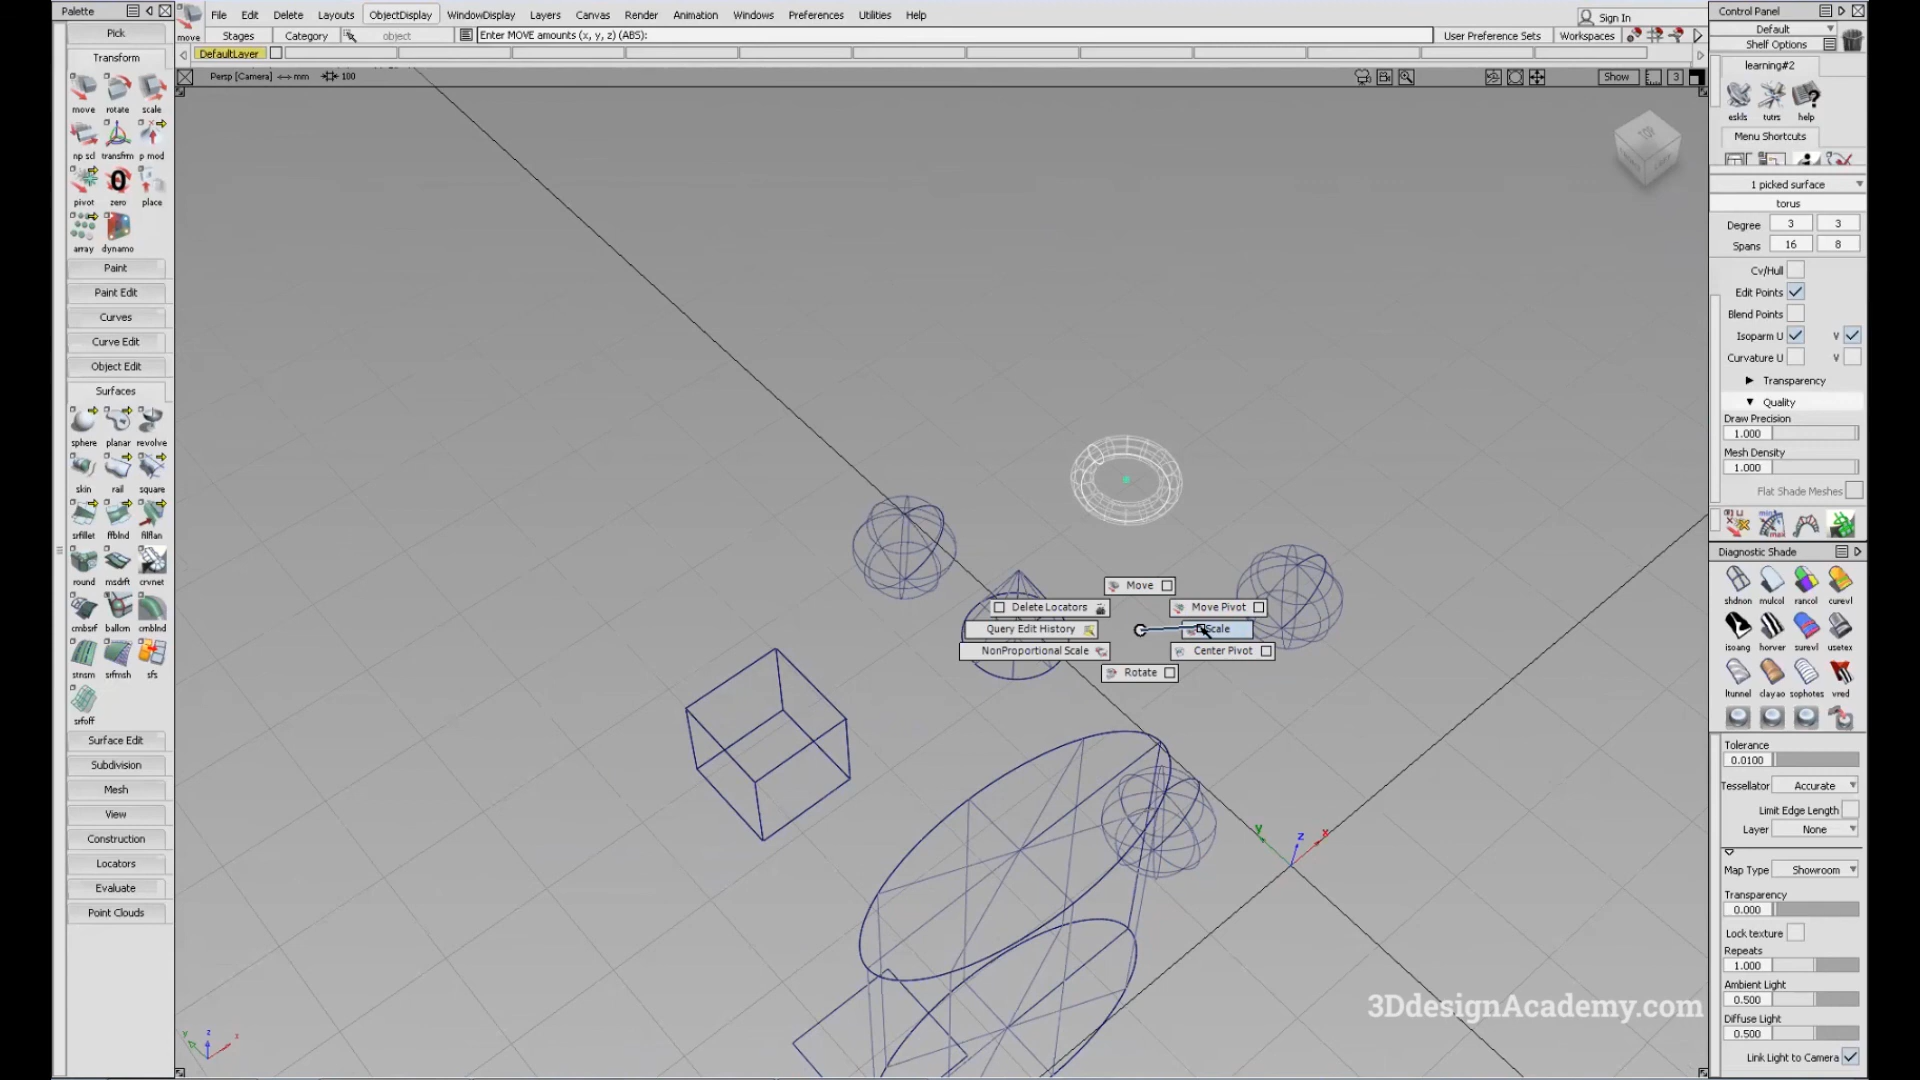 Palette
Pick
Transform
move rotate scale
np scl transfrm p mod
pivot zero place
array dynamo
Paint
Paint Edit
Curves
Curve Edit
Object Edit
Surfaces
sphere planar revolve
skin rail square
srfillet ffblnd filflan
round msdrft crvnet
cmbsrf ballcrn cmblnd
stnsrn srfmsh sfs
srfoff
Surface Edit
Subdivision
Mesh
View
Construction
Locators
Evaluate
Point Clouds
move
File Edit Delete Layouts ObjectDisplay WindowDisplay Layers Canvas Render Animation Windows Preferences Utilities Help
Sign In
Stages Category object Enter MOVE amounts (x, y, z) (ABS): User Preference Sets Workspaces
DefaultLayer
Persp [Camera] mm 100 Show 3
TOP
LEFT
Move
Delete Locators Move Pivot
Query Edit History Scale
NonProportional Scale Center Pivot
Rotate
y z x
y z x
3DdesignAcademy.com
Control Panel
Default
Shelf Options
learning#2
eskls tutrs help
Menu Shortcuts
1 picked surface
torus
Degree 3 3
Spans 16 8
Cv/Hull
Edit Points
Blend Points
Isoparm U V
Curvature U V
Transparency
Quality
Draw Precision
1.000
Mesh Density
1.000
Flat Shade Meshes
Diagnostic Shade
shdnon mulcol rancol curevl
isoang horver surevl usetex
ltunnel clayao sophotes vred
Tolerance
0.0100
Tessellator Accurate
Limit Edge Length
Layer None
Map Type Showroom
Transparency
0.000
Lock texture
Repeats
1.000
Ambient Light
0.500
Diffuse Light
0.500
Link Light to Camera